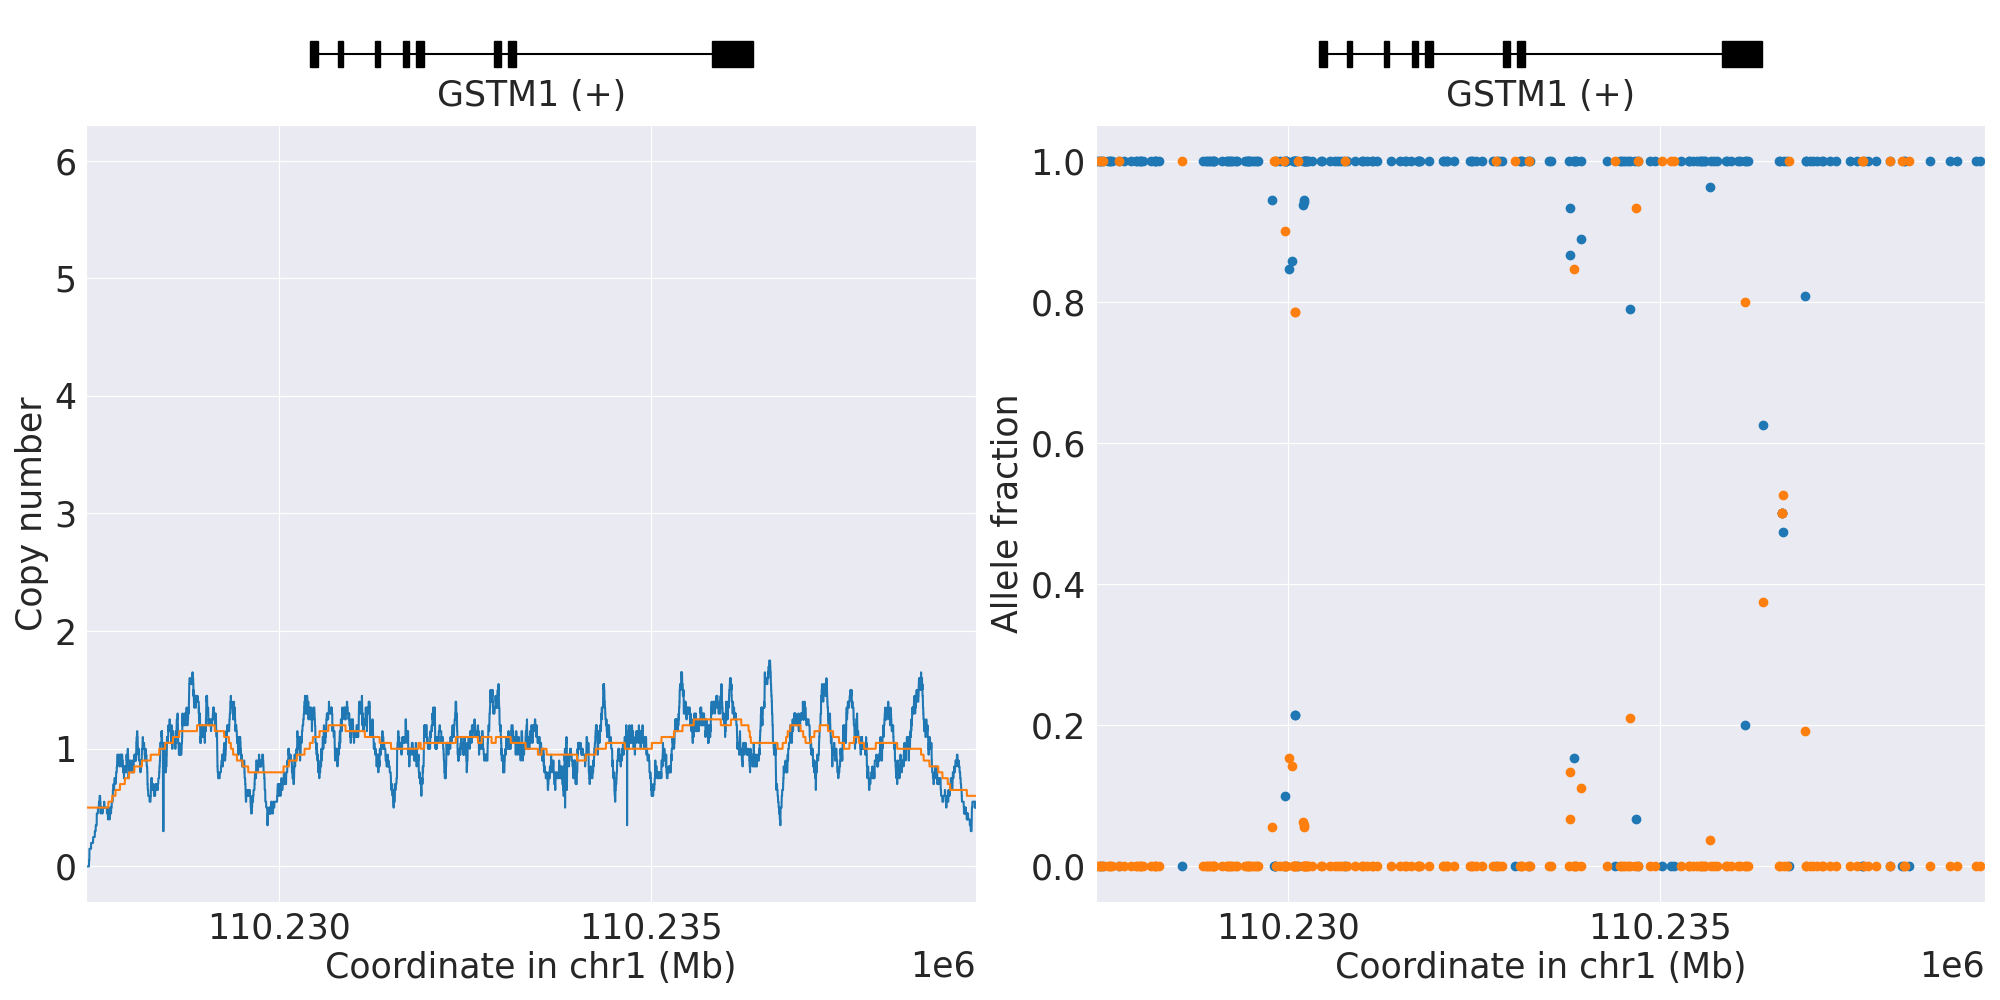 GSTM1 (+)
6
5
4
3
2
1
0
Copy number
110.230
110.235
Coordinate in chr1 (Mb)
1e6
GSTM1 (+)
1.0
0.8
0.6
0.4
0.2
0.0
Allele fraction
110.230
110.235
Coordinate in chr1 (Mb)
1e6